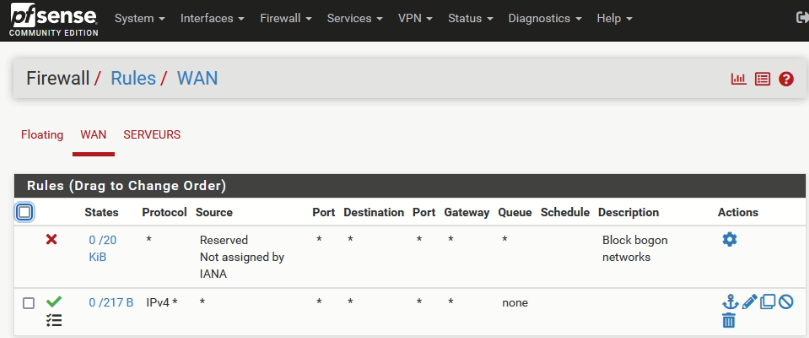 pfsense
COMMUNITY EDITION
System Interfaces Firewall Services VPN Status Diagnostics Help
Firewall / Rules / WAN
Floating WAN SERVEURS
Rules (Drag to Change Order)
States Protocol Source Port Destination Port Gateway Queue Schedule Description Actions
0 /20 * Reserved * * * * * Block bogon
KiB Not assigned by networks
IANA
0 /217 B IPv4 * * * * * * none